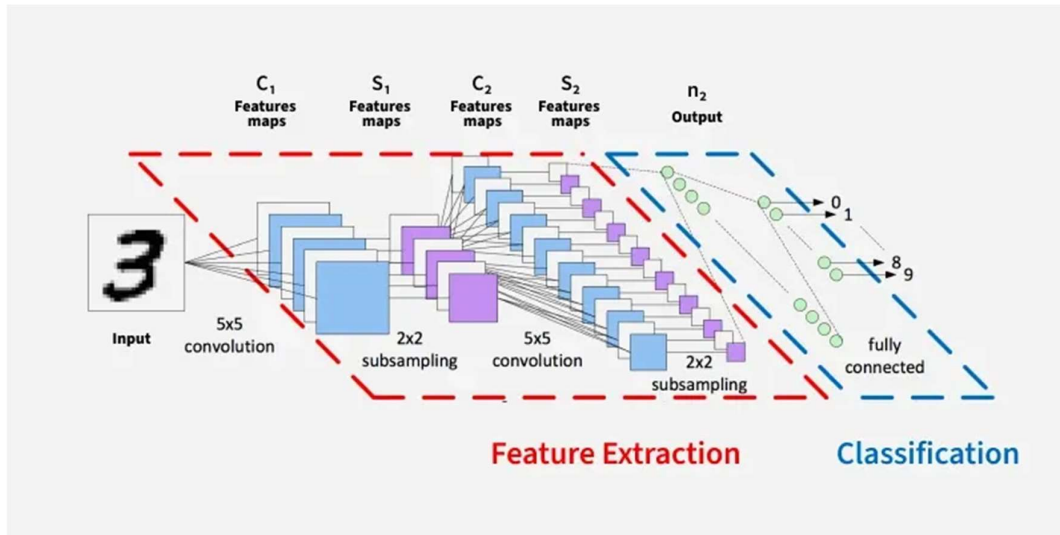 C₁
Features
maps
S₁
Features
maps
C₂
Features
maps
S₂
Features
maps
n₂
Output
3
Input
5x5
convolution
2x2
subsampling
5x5
convolution
2x2
subsampling
0
1
8
9
fully
connected
Feature Extraction
Classification